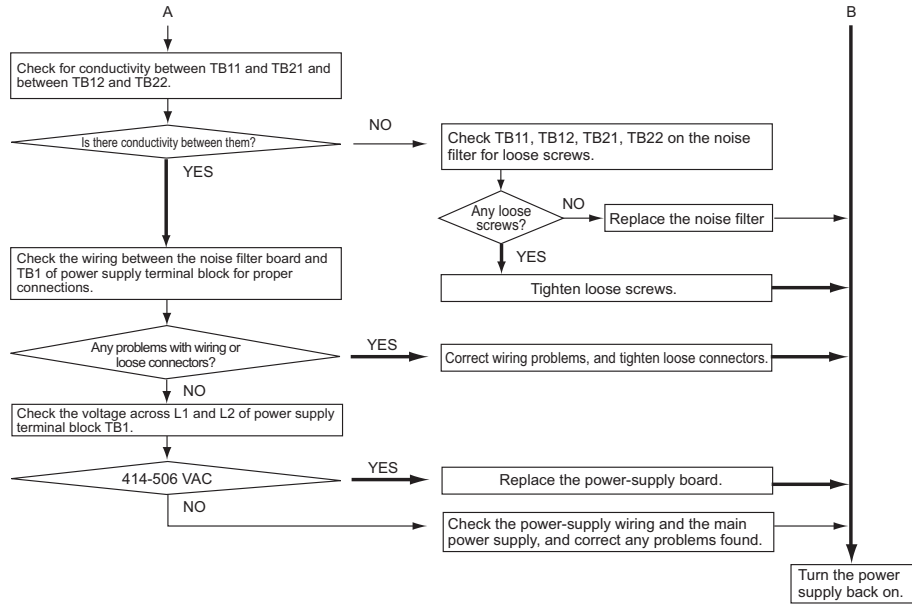 A
B
Check for conductivity between TB11 and TB21 and
between TB12 and TB22.
Is there conductivity between them?
NO
YES
Check TB11, TB12, TB21, TB22 on the noise
filter for loose screws.
Any loose
screws?
NO
Replace the noise filter
YES
Tighten loose screws.
Check the wiring between the noise filter board and
TB1 of power supply terminal block for proper
connections.
Any problems with wiring or
loose connectors?
YES
Correct wiring problems, and tighten loose connectors.
NO
Check the voltage across L1 and L2 of power supply
terminal block TB1.
414-506 VAC
YES
Replace the power-supply board.
NO
Check the power-supply wiring and the main
power supply, and correct any problems found.
Turn the power
supply back on.